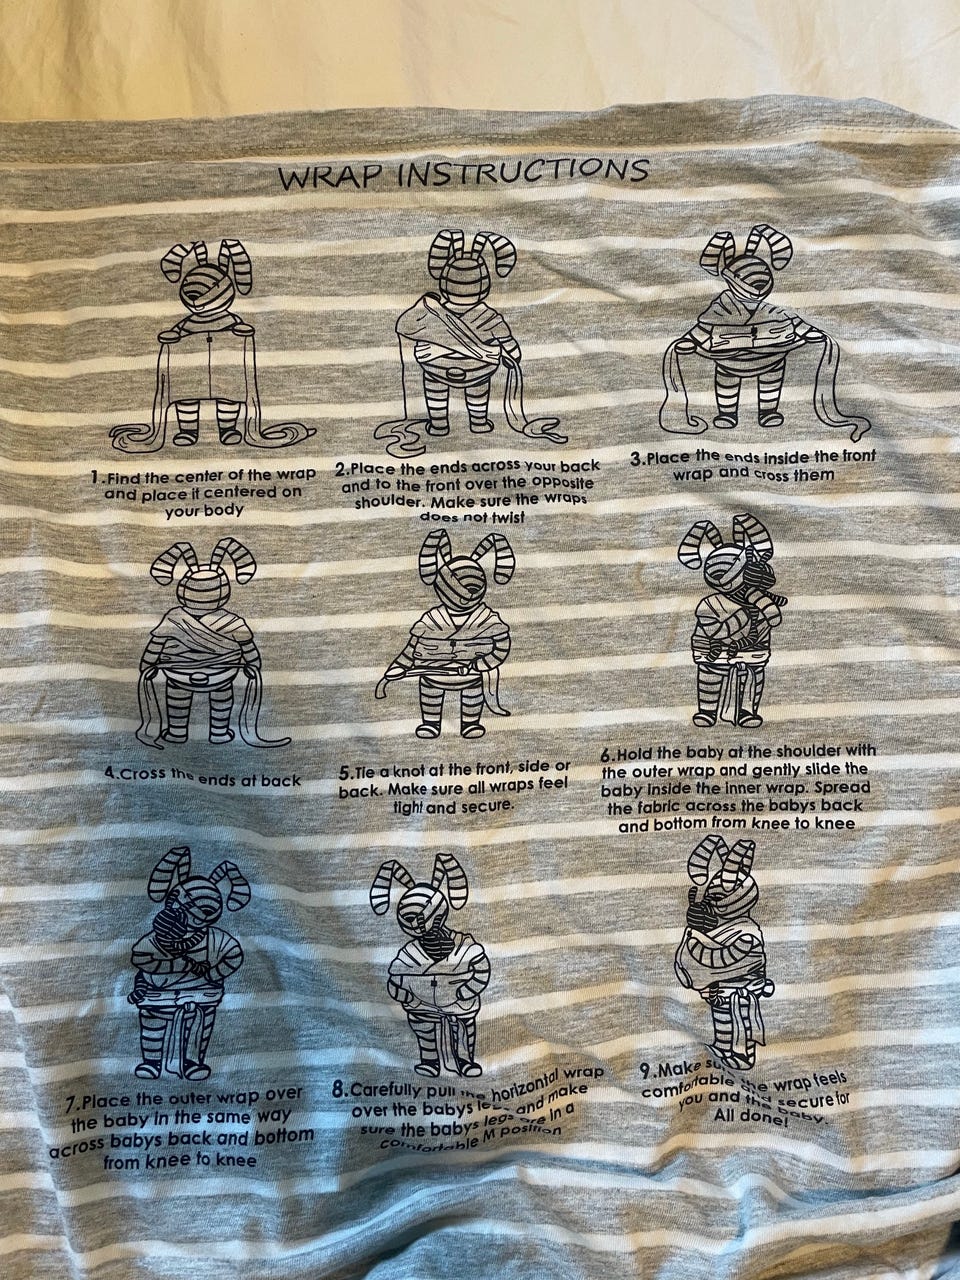 WRAP INSTRUCTIONS
1.Find the center of the wrap
and place it centered on
your body
2.Place the ends across your back
and to the front over the opposite
shoulder. Make sure the wraps
does not twist
3.Place the ends inside the front
wrap and cross them
4.Cross the ends at back
5.Tie a knot at the front, side or
back. Make sure all wraps feel
tight and secure.
6.Hold the baby at the shoulder with
the outer wrap and gently slide the
baby inside the inner wrap. Spread
the fabric across the babys back
and bottom from knee to knee
7.Place the outer wrap over
the baby in the same way
across babys back and bottom
from knee to knee
8.Carefully pull the horizontal wrap
over the babys legs and make
sure the babys legs are in a
comfortable M position
9.Make the wrap feels
comfortable secure for
you and the baby.
All done!